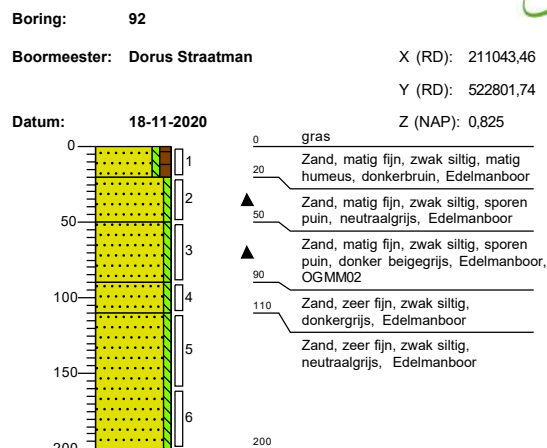 Boring: 92
Boormeester: Dorus Straatman
X (RD): 211043,46
Y (RD): 522801,74
Datum: 18-11-2020
Z (NAP): 0,825
0
50
100
150
200
1
2
3
4
5
6
0
gras
Zand, matig fijn, zwak siltig, matig
humeus, donkerbruin, Edelmanboor
20
Zand, matig fijn, zwak siltig, sporen
puin, neutraalgrijs, Edelmanboor
50
Zand, matig fijn, zwak siltig, sporen
puin, donker beigegrijs, Edelmanboor,
OGMM02
90
Zand, zeer fijn, zwak siltig,
donkergrijs, Edelmanboor
110
Zand, zeer fijn, zwak siltig,
neutraalgrijs, Edelmanboor
200